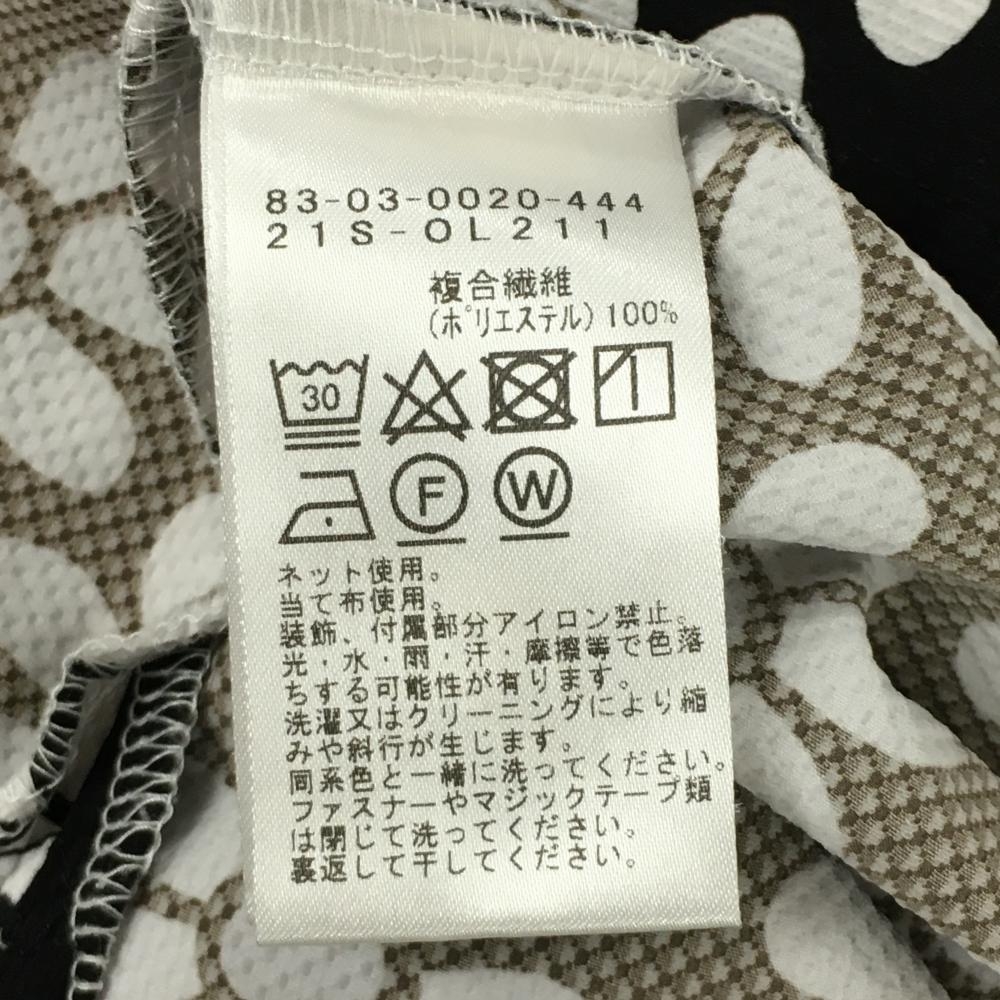 83-03-0020-444
21S-OL211
複合繊維
(ポリエステル) 100%
30
F W
ネット使用。
当て布使用。
装飾、付属部分アイロン禁止。
光・水・雨・汗・摩擦等で色落
ちする可能性が有ります。
洗濯又はクリーニングにより縮
みや斜行が生じます。
同系色と一緒に洗ってください。
ファスナーやマジックテープ類
は閉じて洗ってください。
裏返して干してください。